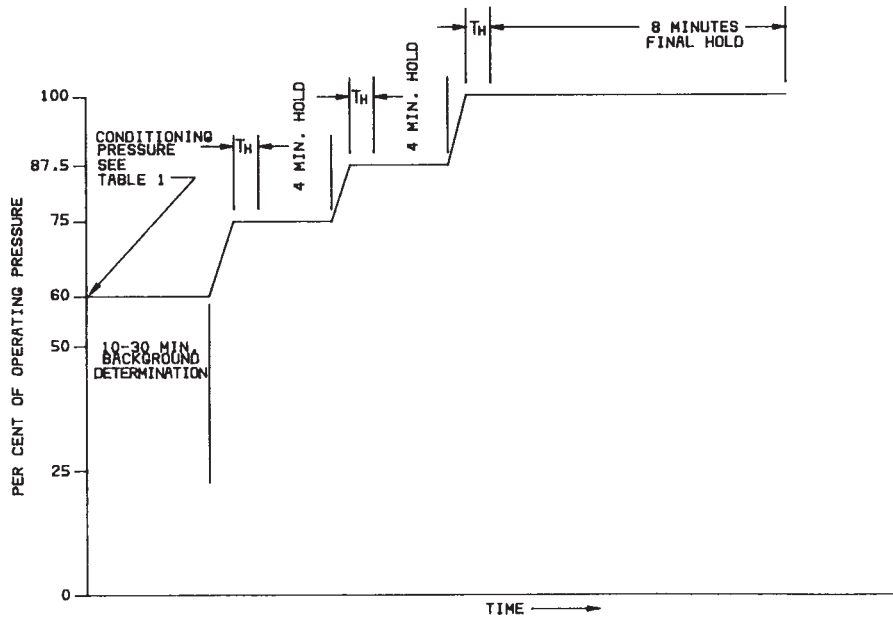 TH
8 MINUTES
FINAL HOLD
TH
4 MIN. HOLD
4 MIN. HOLD
100
CONDITIONING
PRESSURE
SEE
TABLE 1
TH
87.5
75
60
50
10-30 MIN.
BACKGROUND
DETERMINATION
25
0
PER CENT OF OPERATING PRESSURE
TIME